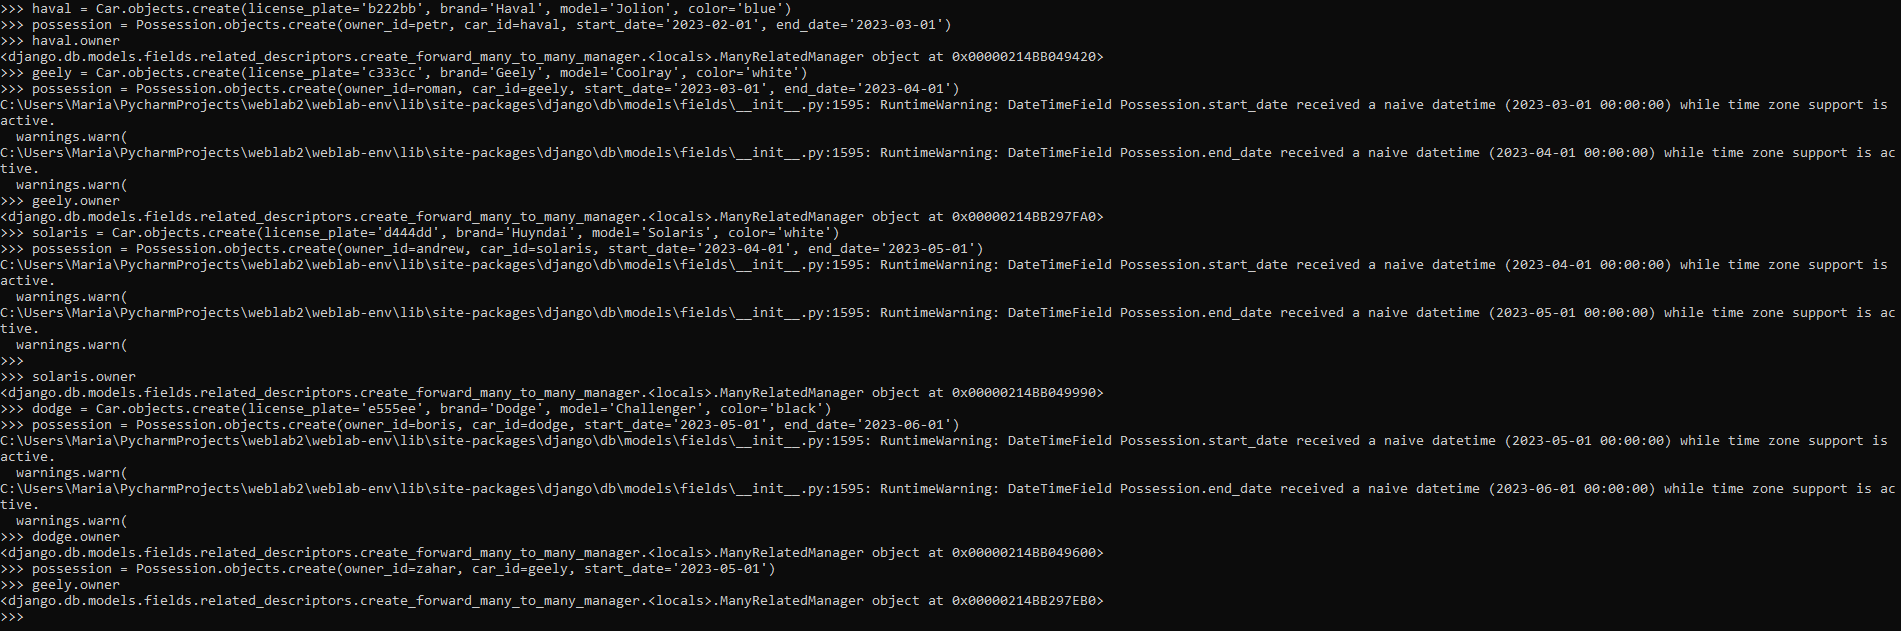 >>> haval = Car.objects.create(license_plate='b222bb', brand='Haval', model='Jolion', color='blue')
>>> possession = Possession.objects.create(owner_id=petr, car_id=haval, start_date='2023-02-01', end_date='2023-03-01')
>>> haval.owner
<django.db.models.fields.related_descriptors.create_forward_many_to_many_manager.<locals>.ManyRelatedManager object at 0x00000214BB049420>
>>> geely = Car.objects.create(license_plate='c333cc', brand='Geely', model='Coolray', color='white')
>>> possession = Possession.objects.create(owner_id=roman, car_id=geely, start_date='2023-03-01', end_date='2023-04-01')
C:\Users\Maria\PycharmProjects\weblab2\weblab-env\lib\site-packages\django\db\models\fields\__init__.py:1595: RuntimeWarning: DateTimeField Possession.start_date received a naive datetime (2023-03-01 00:00:00) while time zone support is
active.
  warnings.warn(
C:\Users\Maria\PycharmProjects\weblab2\weblab-env\lib\site-packages\django\db\models\fields\__init__.py:1595: RuntimeWarning: DateTimeField Possession.end_date received a naive datetime (2023-04-01 00:00:00) while time zone support is ac
tive.
  warnings.warn(
>>> geely.owner
<django.db.models.fields.related_descriptors.create_forward_many_to_many_manager.<locals>.ManyRelatedManager object at 0x00000214BB297FA0>
>>> solaris = Car.objects.create(license_plate='d444dd', brand='Huyndai', model='Solaris', color='white')
>>> possession = Possession.objects.create(owner_id=andrew, car_id=solaris, start_date='2023-04-01', end_date='2023-05-01')
C:\Users\Maria\PycharmProjects\weblab2\weblab-env\lib\site-packages\django\db\models\fields\__init__.py:1595: RuntimeWarning: DateTimeField Possession.start_date received a naive datetime (2023-04-01 00:00:00) while time zone support is
active.
  warnings.warn(
C:\Users\Maria\PycharmProjects\weblab2\weblab-env\lib\site-packages\django\db\models\fields\__init__.py:1595: RuntimeWarning: DateTimeField Possession.end_date received a naive datetime (2023-05-01 00:00:00) while time zone support is ac
tive.
  warnings.warn(
>>>
>>> solaris.owner
<django.db.models.fields.related_descriptors.create_forward_many_to_many_manager.<locals>.ManyRelatedManager object at 0x00000214BB049990>
>>> dodge = Car.objects.create(license_plate='e555ee', brand='Dodge', model='Challenger', color='black')
>>> possession = Possession.objects.create(owner_id=boris, car_id=dodge, start_date='2023-05-01', end_date='2023-06-01')
C:\Users\Maria\PycharmProjects\weblab2\weblab-env\lib\site-packages\django\db\models\fields\__init__.py:1595: RuntimeWarning: DateTimeField Possession.start_date received a naive datetime (2023-05-01 00:00:00) while time zone support is
active.
  warnings.warn(
C:\Users\Maria\PycharmProjects\weblab2\weblab-env\lib\site-packages\django\db\models\fields\__init__.py:1595: RuntimeWarning: DateTimeField Possession.end_date received a naive datetime (2023-06-01 00:00:00) while time zone support is ac
tive.
  warnings.warn(
>>> dodge.owner
<django.db.models.fields.related_descriptors.create_forward_many_to_many_manager.<locals>.ManyRelatedManager object at 0x00000214BB049600>
>>> possession = Possession.objects.create(owner_id=zahar, car_id=geely, start_date='2023-05-01')
>>> geely.owner
<django.db.models.fields.related_descriptors.create_forward_many_to_many_manager.<locals>.ManyRelatedManager object at 0x00000214BB297EB0>
>>>